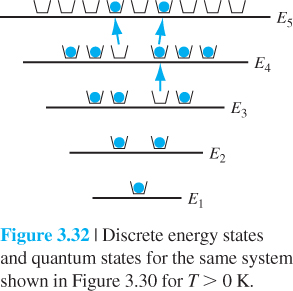 E5
E4
E3
E2
E1
Figure 3.32 | Discrete energy states
and quantum states for the same system
shown in Figure 3.30 for T > 0 K.